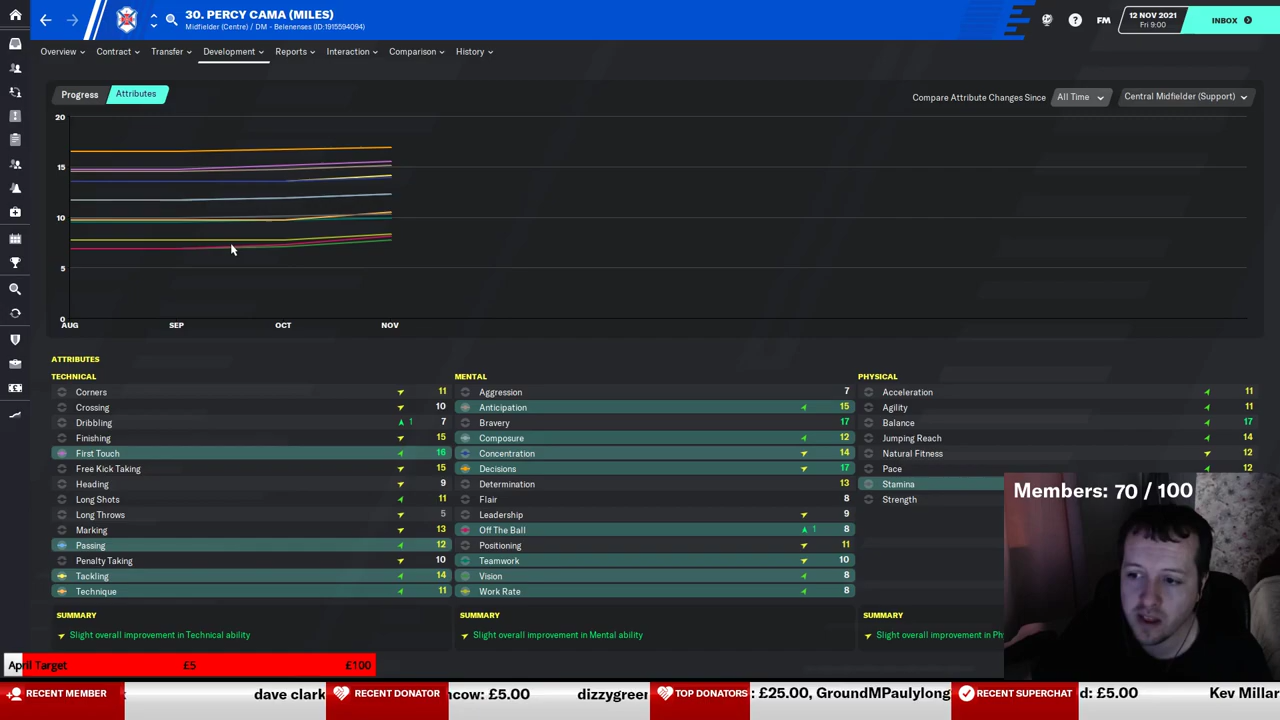 30. PERCY CAMA (MILES)
Midfielder (Centre) / DM - Belenenses (ID:1915594094)
FM
12 NOV 2021
Fri 9:00
INBOX
Overview
Contract
Transfer
Development
Reports
Interaction
Comparison
History
Progress
Attributes
Compare Attribute Changes Since
All Time
Central Midfielder (Support)
20
15
10
5
0
AUG
SEP
OCT
NOV
ATTRIBUTES
TECHNICAL
Corners 11
Crossing 10
Dribbling 1 7
Finishing 15
First Touch 16
Free Kick Taking 15
Heading 9
Long Shots 11
Long Throws 5
Marking 13
Passing 12
Penalty Taking 10
Tackling 14
Technique 11
SUMMARY
Slight overall improvement in Technical ability
MENTAL
Aggression 7
Anticipation 15
Bravery 17
Composure 12
Concentration 14
Decisions 17
Determination 13
Flair 8
Leadership 9
Off The Ball 1 8
Positioning 11
Teamwork 10
Vision 8
Work Rate 8
SUMMARY
Slight overall improvement in Mental ability
PHYSICAL
Acceleration 11
Agility 11
Balance 17
Jumping Reach 14
Natural Fitness 12
Pace 12
Stamina
Strength
SUMMARY
Slight overall improvement in Ph
Members: 70 / 100
April Target £5 £100
RECENT MEMBER
dave clark
RECENT DONATOR
cow: £5.00 dizzygree
TOP DONATORS
: £25.00, GroundMPaulylong
RECENT SUPERCHAT
d: £5.00 Kev Millar